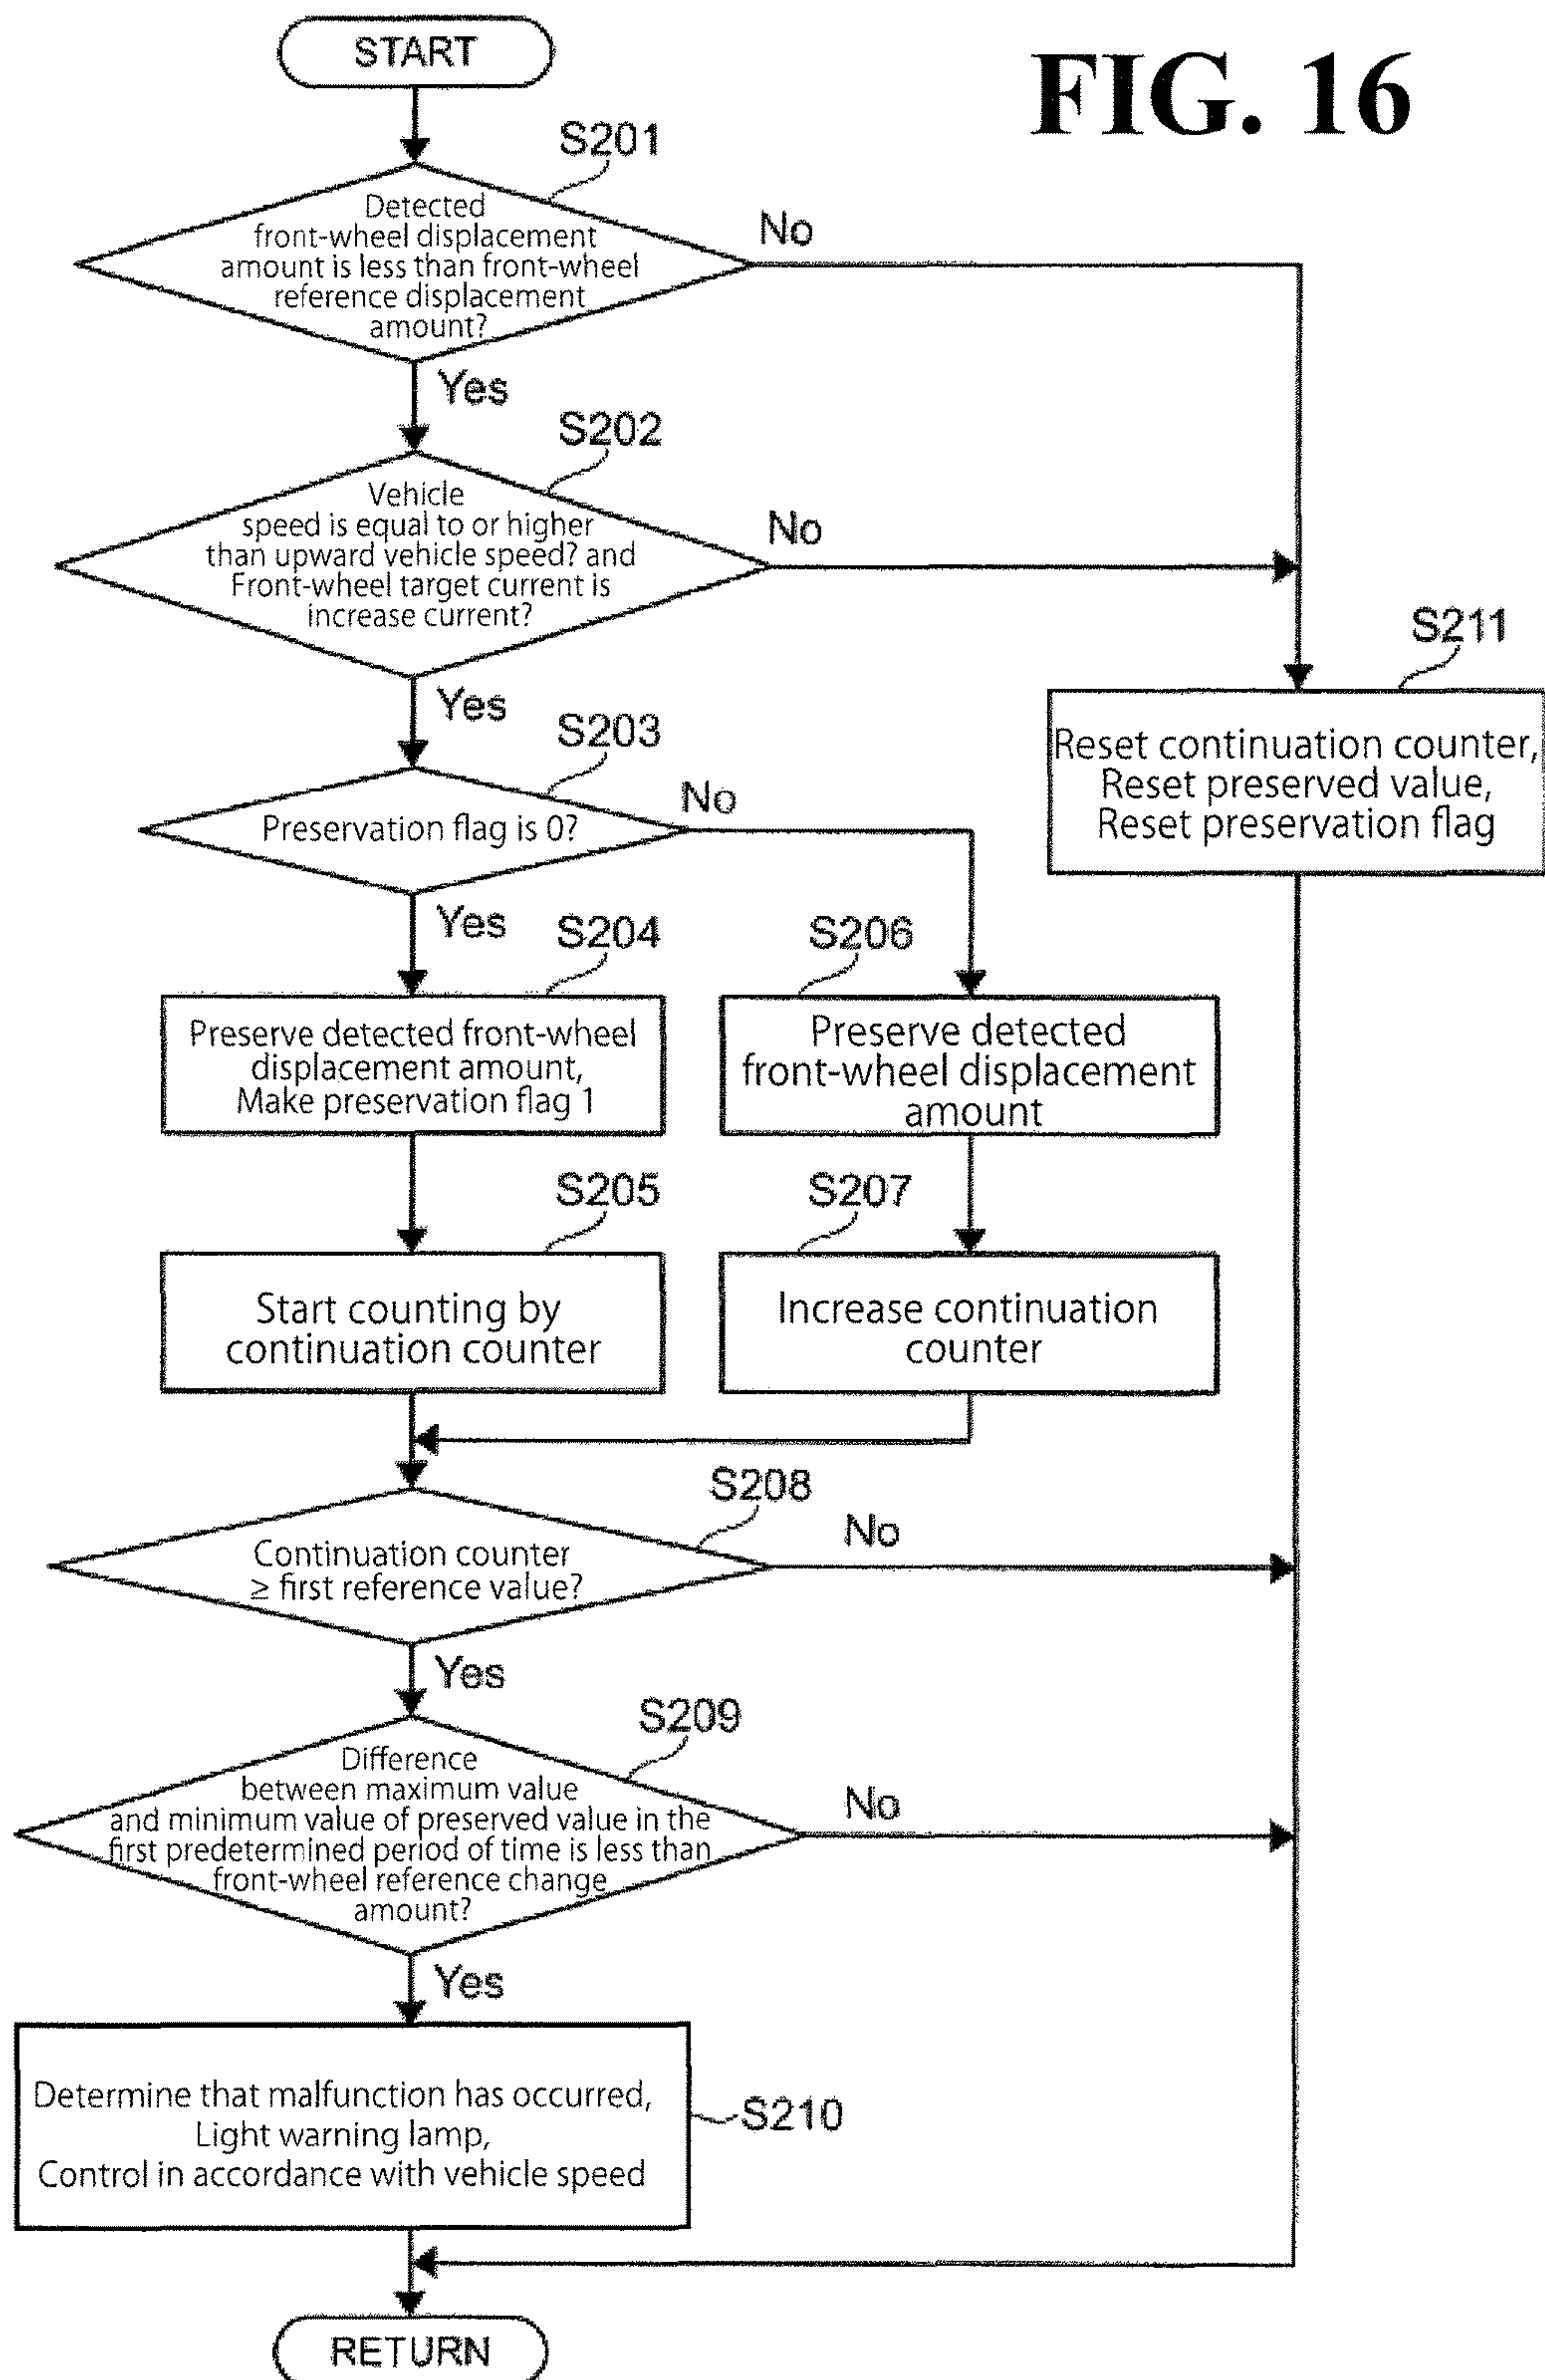 START
FIG. 16
S201
Detected
front-wheel displacement
amount is less than front-wheel
reference displacement
amount?
No
Yes
S202
Vehicle
speed is equal to or higher
than upward vehicle speed? and
Front-wheel target current is
increase current?
No
Yes
S211
Reset continuation counter,
Reset preserved value,
Reset preservation flag
S203
Preservation flag is 0?
No
Yes
S204
Preserve detected front-wheel
displacement amount,
Make preservation flag 1
S206
Preserve detected
front-wheel displacement
amount
S205
Start counting by
continuation counter
S207
Increase continuation
counter
S208
Continuation counter
≥ first reference value?
No
Yes
S209
Difference
between maximum value
and minimum value of preserved value in the
first predetermined period of time is less than
front-wheel reference change
amount?
No
Yes
Determine that malfunction has occurred,
Light warning lamp,
Control in accordance with vehicle speed
S210
RETURN